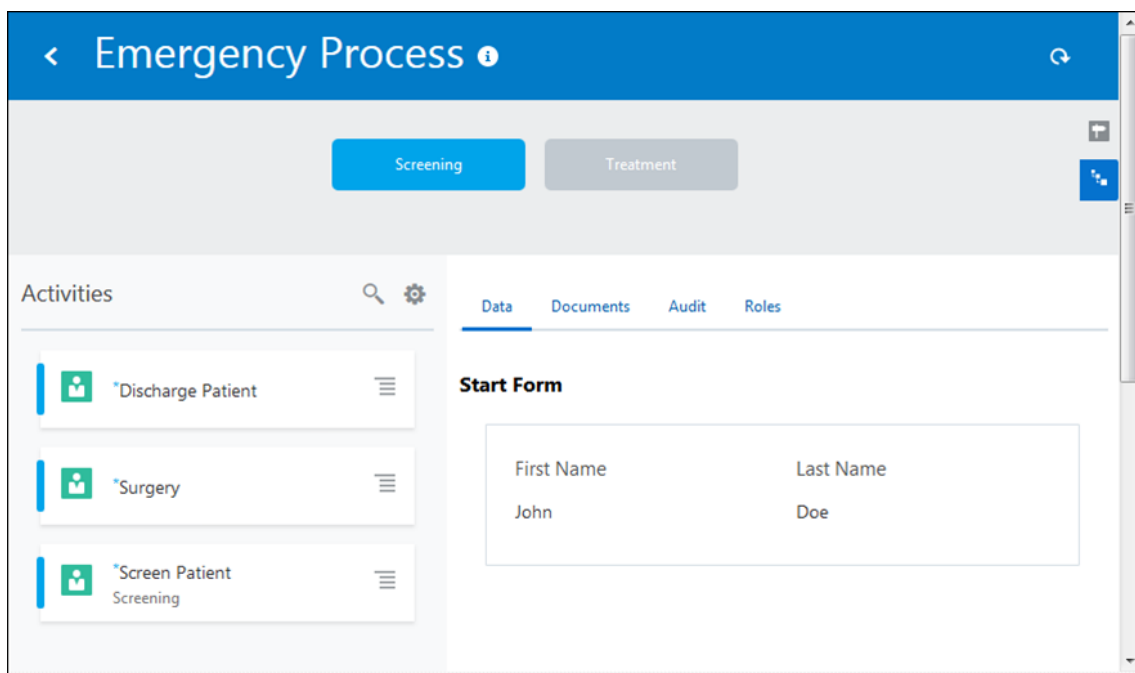 Emergency Process
Screening
Treatment
Activities
Data Documents Audit Roles
*Discharge Patient
Start Form
*Surgery
First Name Last Name
John Doe
*Screen Patient
Screening